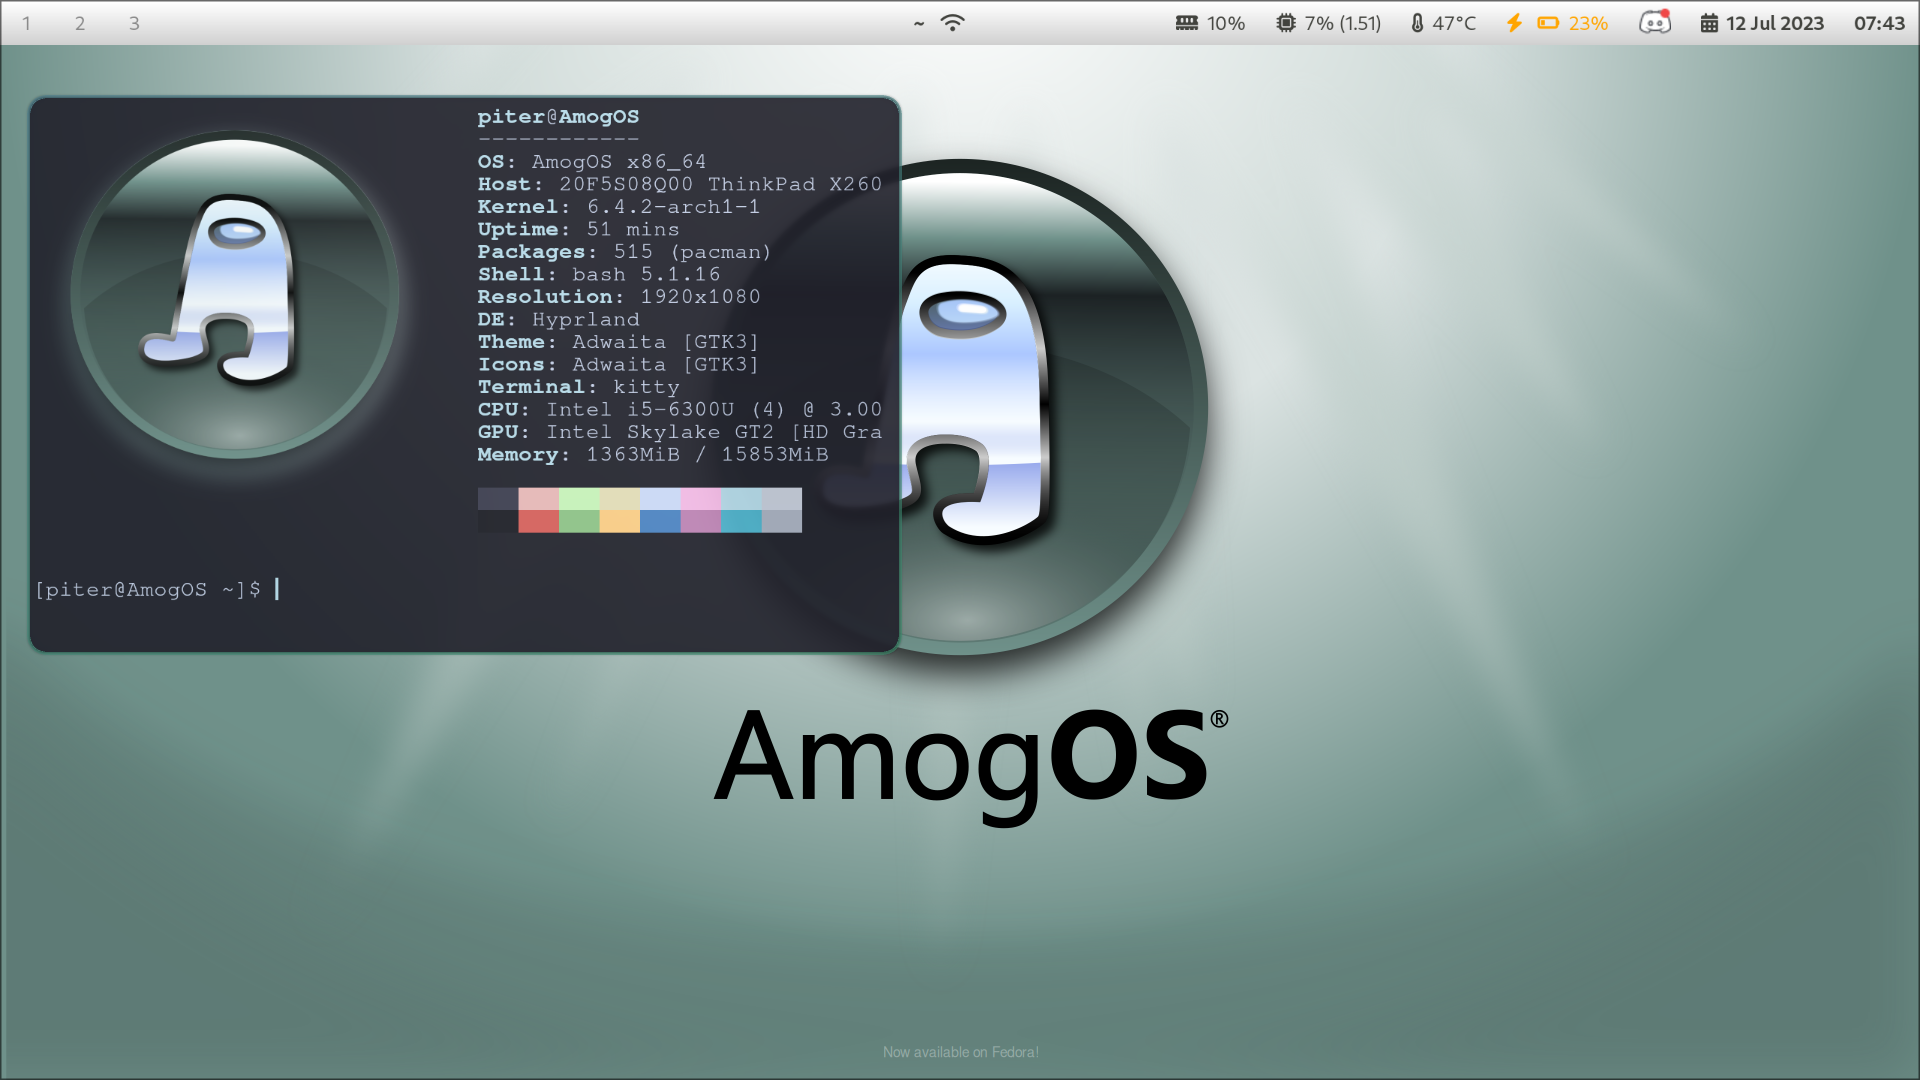 1 2 3
~
10% 7% (1.51) 47°C 23% 12 Jul 2023 07:43
piter@AmogOS
------------
OS: AmogOS x86_64
Host: 20F5S08Q00 ThinkPad X260
Kernel: 6.4.2-arch1-1
Uptime: 51 mins
Packages: 515 (pacman)
Shell: bash 5.1.16
Resolution: 1920x1080
DE: Hyprland
Theme: Adwaita [GTK3]
Icons: Adwaita [GTK3]
Terminal: kitty
CPU: Intel i5-6300U (4) @ 3.00
GPU: Intel Skylake GT2 [HD Gra
Memory: 1363MiB / 15853MiB
[piter@AmogOS ~]$
AmogOS®
Now available on Fedora!